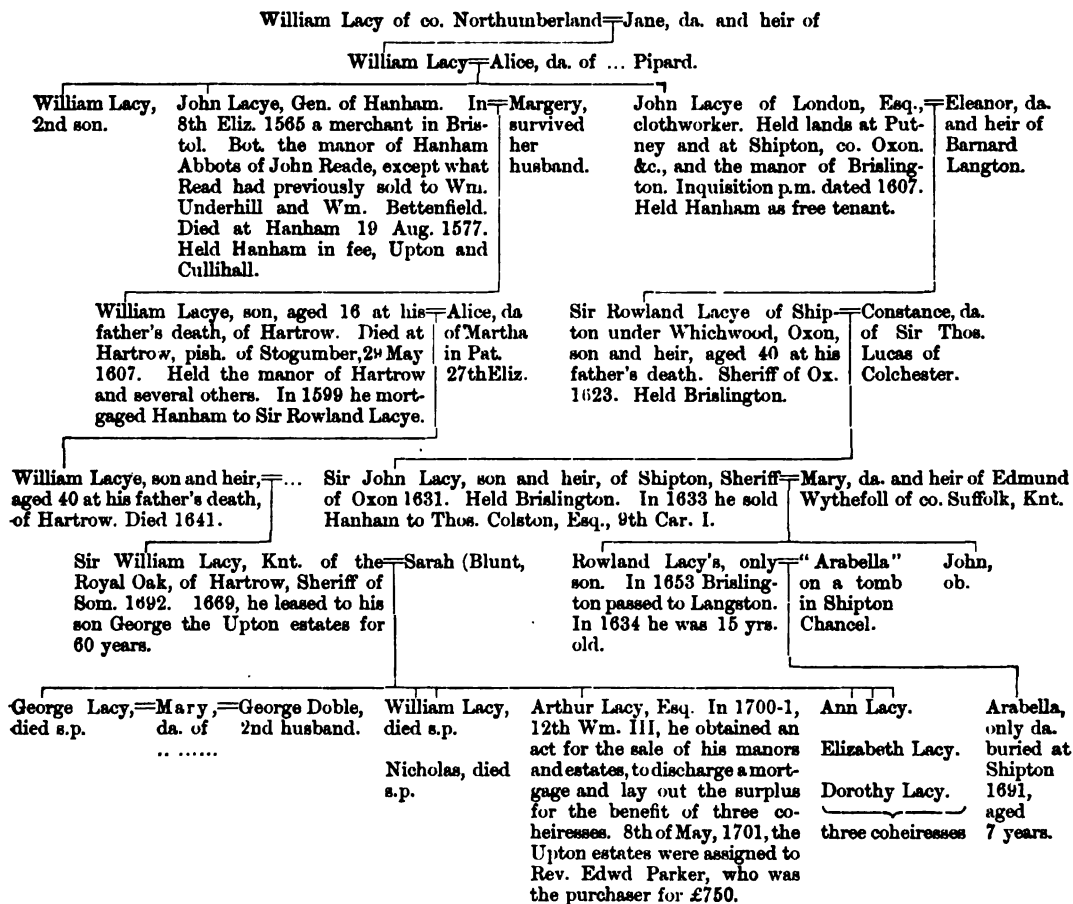 William Lacy of co. Northumberland=Jane, da. and heir of
William Lacy=Alice, da. of ... Pipard.
William Lacy,
2nd son.
John Lacye, Gen. of Hanham. In
8th Eliz. 1565 a merchant in Bris-
tol. Bot. the manor of Hanham
Abbots of John Reade, except what
Read had previously sold to Wm.
Underhill and Wm. Bettenfield.
Died at Hanham 19 Aug. 1577.
Held Hanham in fee, Upton and
Cullihall.
=Margery,
survived
her
husband.
John Lacye of London, Esq.,
clothworker. Held lands at Put-
ney and at Shipton, co. Oxon.
&c., and the manor of Brisling-
ton. Inquisition p.m. dated 1607.
Held Hanham as free tenant.
=Eleanor, da.
and heir of
Barnard
Langton.
William Lacye, son, aged 16 at his
father's death, of Hartrow. Died at
Hartrow, pish. of Stogumber, 29 May
1607. Held the manor of Hartrow
and several others. In 1599 he mort-
gaged Hanham to Sir Rowland Lacye.
=Alice, da
of Martha
in Pat.
27th Eliz.
Sir Rowland Lacye of Ship-
ton under Whichwood, Oxon,
son and heir, aged 40 at his
father's death. Sheriff of Ox.
1623. Held Brislington.
=Constance, da.
of Sir Thos.
Lucas of
Colchester.
William Lacye, son and heir,
aged 40 at his father's death,
of Hartrow. Died 1641.
=...
Sir John Lacy, son and heir, of Shipton, Sheriff
of Oxon 1631. Held Brislington. In 1633 he sold
Hanham to Thos. Colston, Esq., 9th Car. I.
=Mary, da. and heir of Edmund
Wythefoll of co. Suffolk, Knt.
Sir William Lacy, Knt. of the
Royal Oak, of Hartrow, Sheriff of
Som. 1692. 1669, he leased to his
son George the Upton estates for
60 years.
=Sarah (Blunt,
Rowland Lacy's, only
son. In 1653 Brisling-
ton passed to Langston.
In 1634 he was 15 yrs.
old.
="Arabella"
on a tomb
in Shipton
Chancel.
John,
ob.
George Lacy,
died s.p.
=Mary,
da. of
.. ......
=George Doble,
2nd husband.
William Lacy,
died s.p.
Nicholas, died
s.p.
Arthur Lacy, Esq. In 1700-1,
12th Wm. III, he obtained an
act for the sale of his manors
and estates, to discharge a mort-
gage and lay out the surplus
for the benefit of three co-
heiresses. 8th of May, 1701, the
Upton estates were assigned to
Rev. Edwd Parker, who was
the purchaser for £750.
Ann Lacy.
Elizabeth Lacy.
Dorothy Lacy.
three coheiresses
Arabella,
only da.
buried at
Shipton
1691,
aged
7 years.